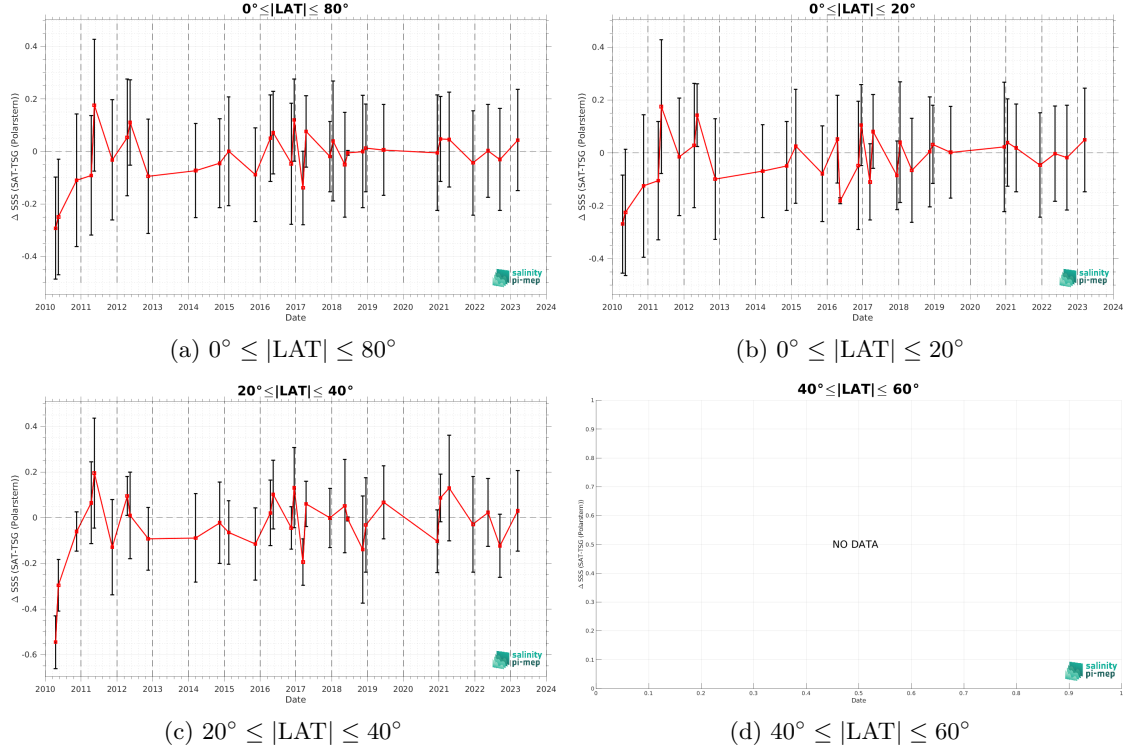 0°≤|LAT|≤ 80°
Δ SSS (SAT-TSG (Polarstern))
0.4
0.2
0
-0.2
-0.4
2010 2011 2012 2013 2014 2015 2016 2017 2018 2019 2020 2021 2022 2023 2024
Date
salinity
pi-mep
(a) 0° ≤ |LAT| ≤ 80°
0°≤|LAT|≤ 20°
Δ SSS (SAT-TSG (Polarstern))
0.4
0.2
0
-0.2
-0.4
2010 2011 2012 2013 2014 2015 2016 2017 2018 2019 2020 2021 2022 2023 2024
Date
salinity
pi-mep
(b) 0° ≤ |LAT| ≤ 20°
20°≤|LAT|≤ 40°
Δ SSS (SAT-TSG (Polarstern))
0.4
0.2
0
-0.2
-0.4
-0.6
2010 2011 2012 2013 2014 2015 2016 2017 2018 2019 2020 2021 2022 2023 2024
Date
salinity
pi-mep
(c) 20° ≤ |LAT| ≤ 40°
40°≤|LAT|≤ 60°
Δ SSS (SAT-TSG (Polarstern))
1
0.9
0.8
0.7
0.6
0.5
0.4
0.3
0.2
0.1
0
NO DATA
0 0.1 0.2 0.3 0.4 0.5 0.6 0.7 0.8 0.9 1
Date
salinity
pi-mep
(d) 40° ≤ |LAT| ≤ 60°